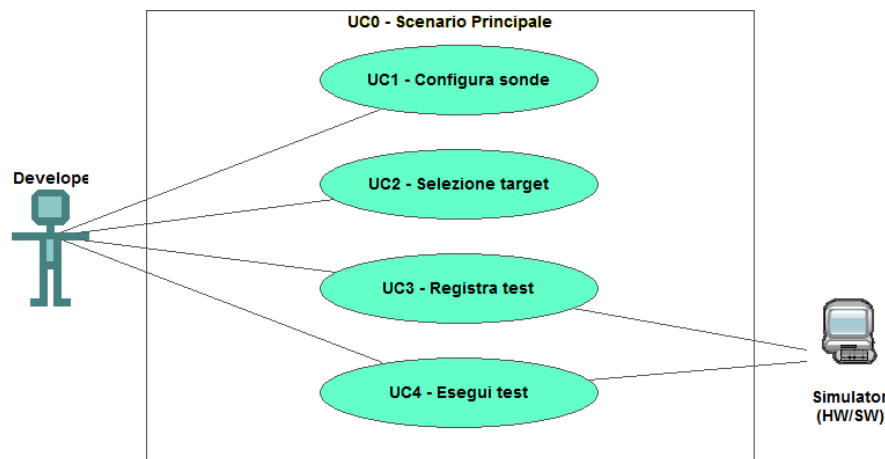 UC0 - Scenario Principale
UC1 - Configura sonde
Develope
UC2 - Selezione target
UC3 - Registra test
UC4 - Esegui test
Simulator
(HW/SW)